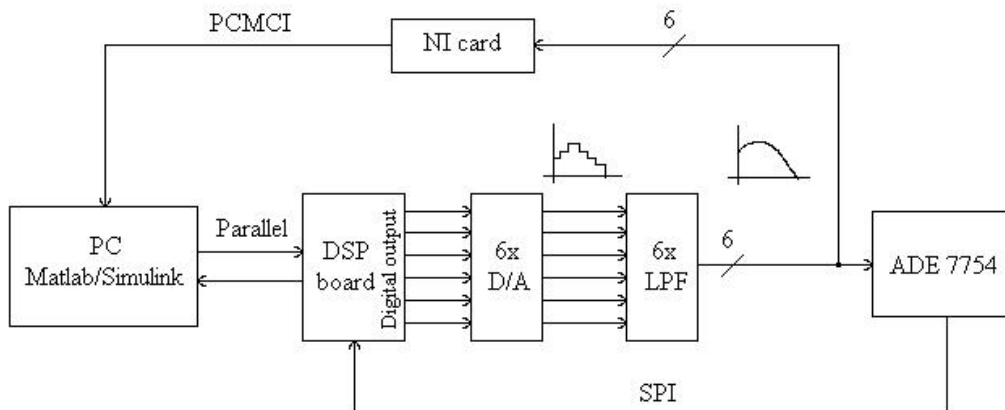 PCMCI
NI card
6
PC
Matlab/Simulink
Parallel
DSP
board
Digital output
6x
D/A
6x
LPF
6
ADE 7754
SPI